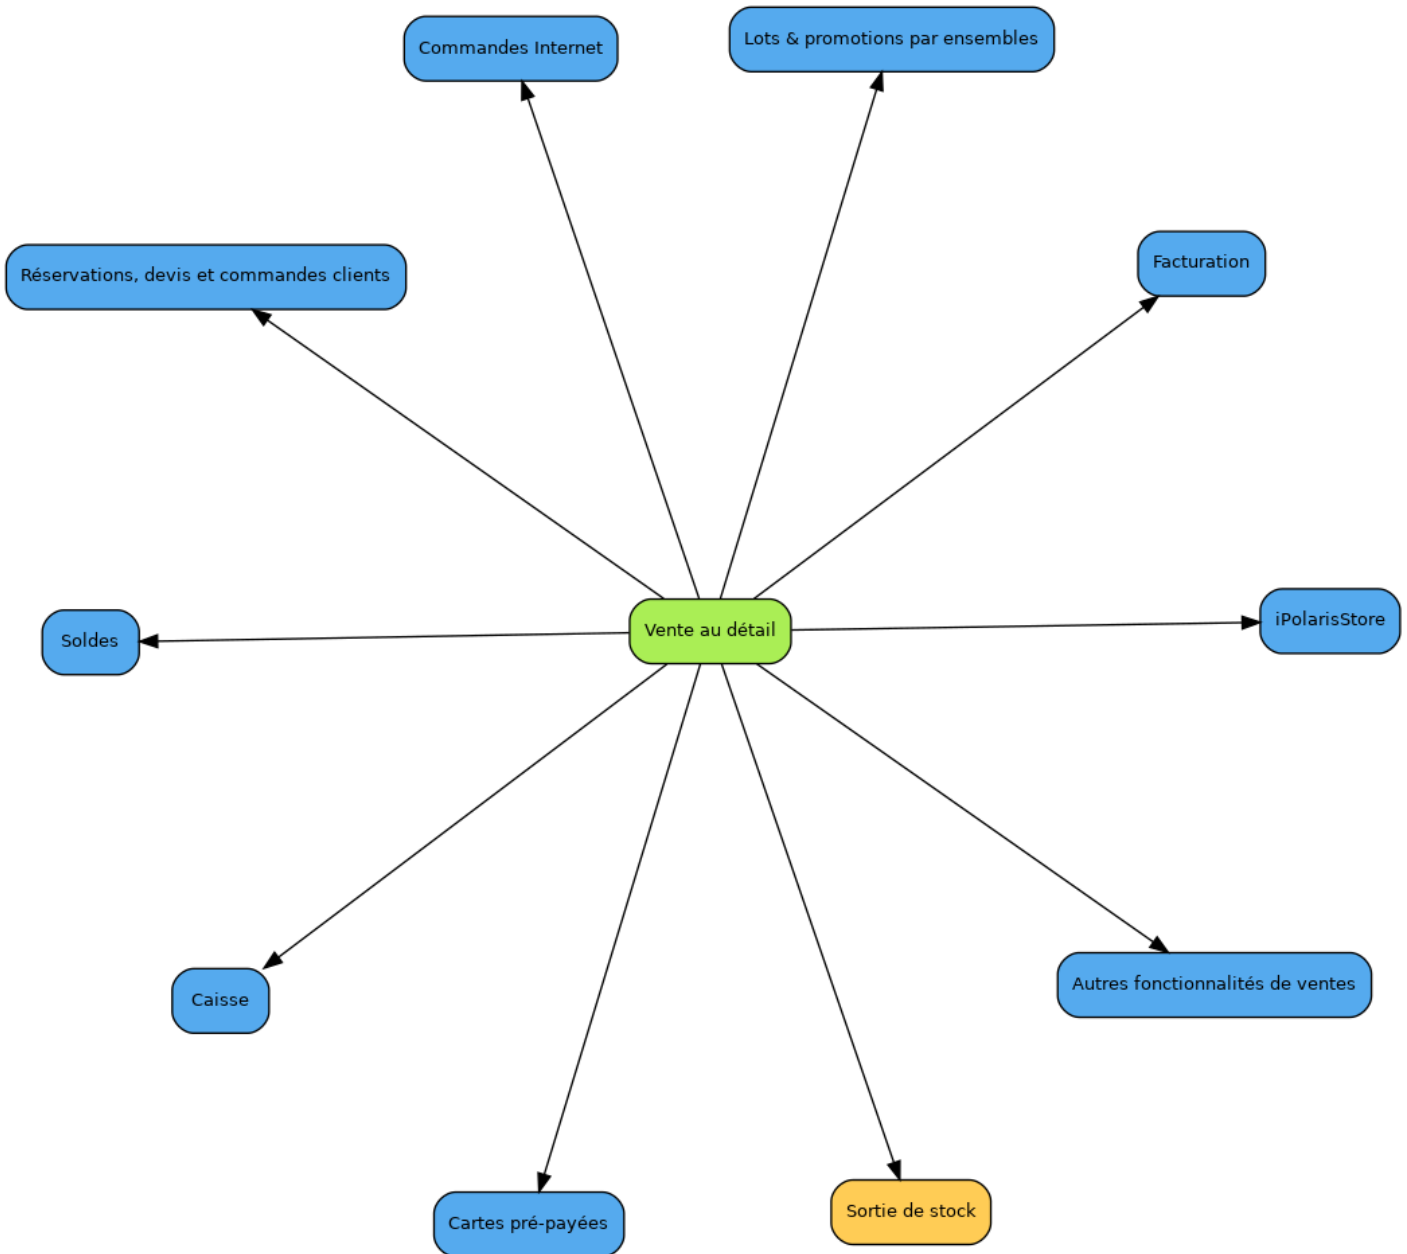 Lots & promotions par ensembles
Commandes Internet
Facturation
Réservations, devis et commandes clients
iPolarisStore
Vente au détail
Soldes
Autres fonctionnalités de ventes
Caisse
Sortie de stock
Cartes pré-payées